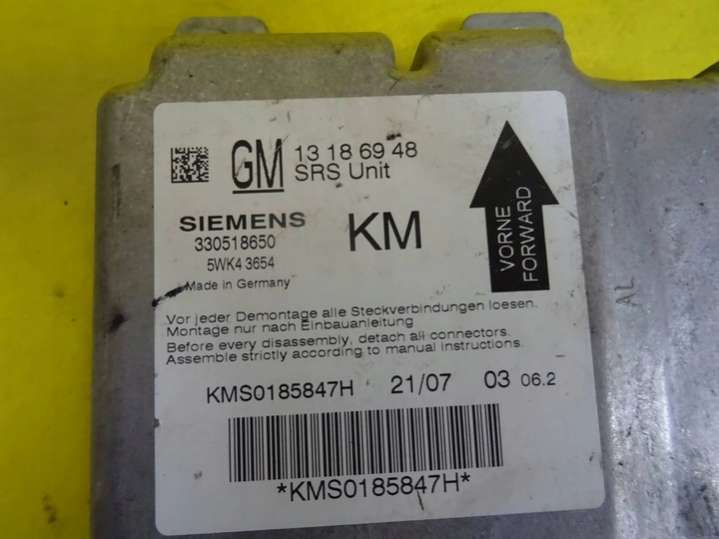 GM 13 18 69 48
SRS Unit
SIEMENS
KM
330518650
5WK4 3654
Made in Germany
VORNE
FORWARD
Vor jeder Demontage alle Steckverbindungen loesen.
Montage nur nach Einbauanleitung
Before every disassembly, detach all connectors.
Assemble strictly according to manual instructions.
KMS0185847H 21/07 03 06.2
*KMS0185847H*
AL